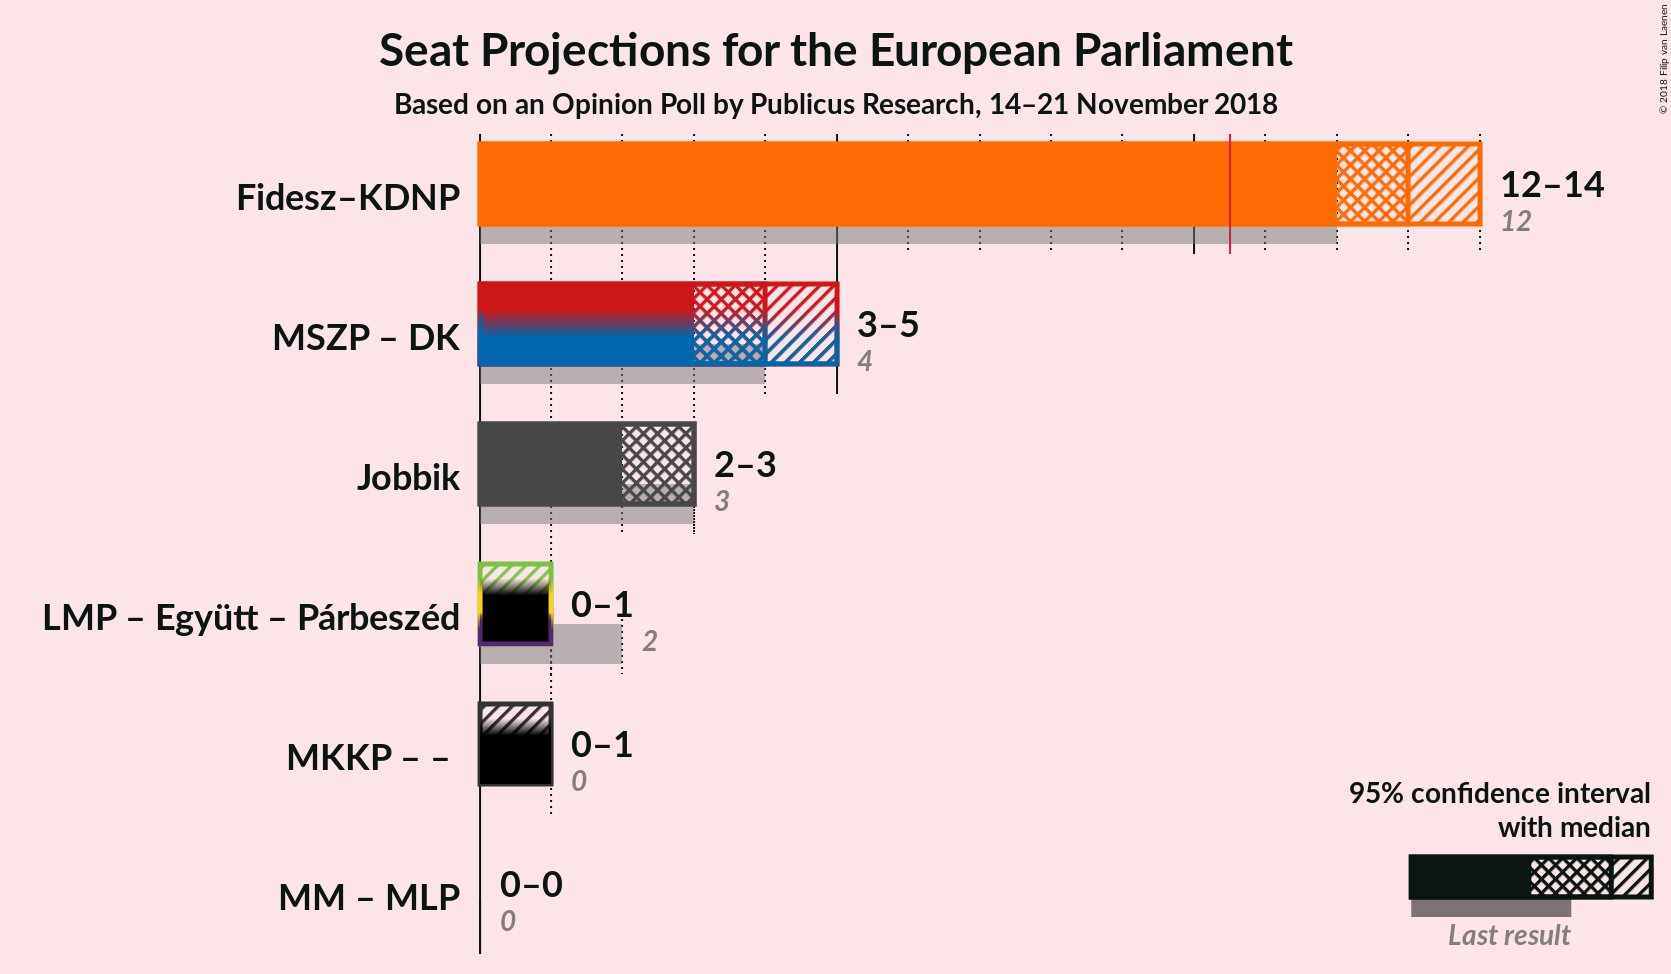 Seat Projections for the European Parliament
Based on an Opinion Poll by Publicus Research, 14–21 November 2018
© 2018 Filip van Laenen
Fidesz–KDNP
12–14
12
MSZP – DK
3–5
4
Jobbik
2–3
3
LMP – Együtt – Párbeszéd
0–1
2
MKKP – –
0–1
0
MM – MLP
0–0
0
95% confidence interval
with median
Last result